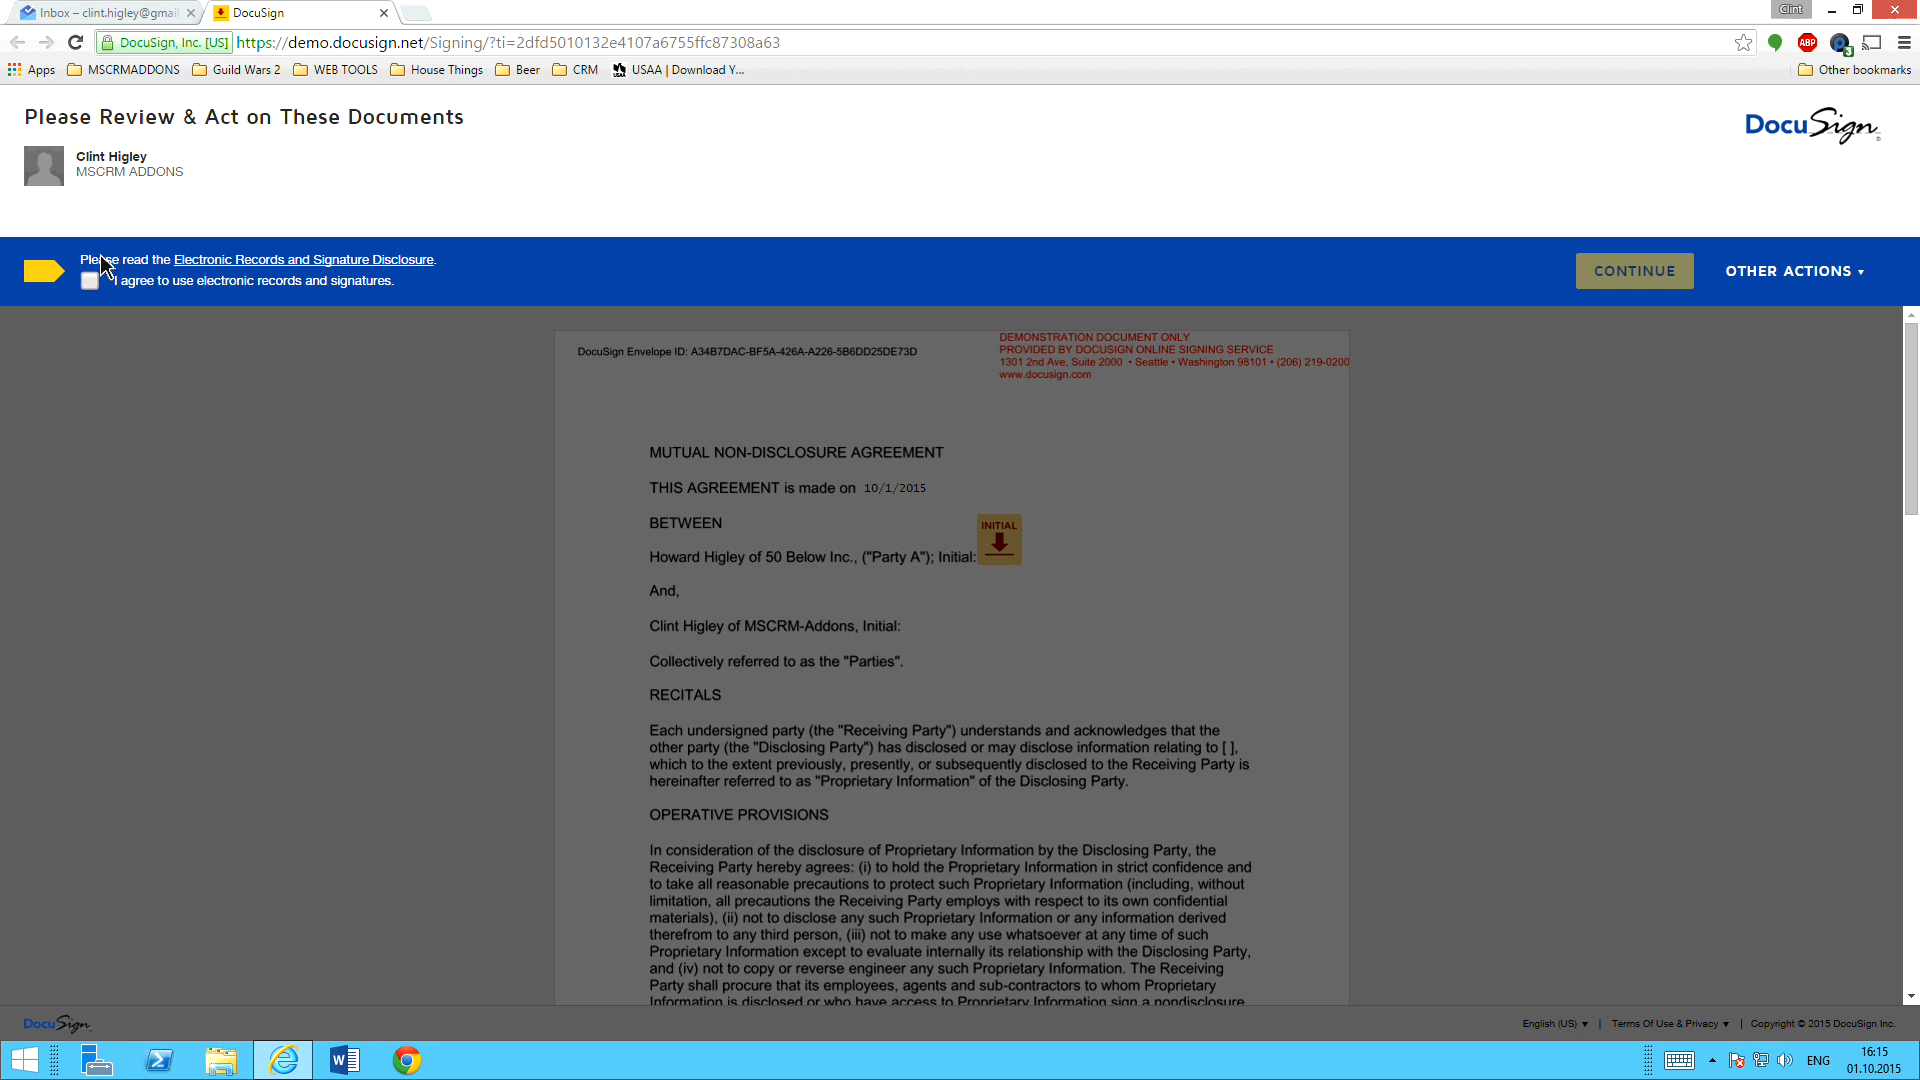 Inbox – clint.higley@gmai
DocuSign
Clint
DocuSign, Inc. [US]
https://demo.docusign.net/Signing/?ti=2dfd5010132e4107a6755ffc87308a63
ABP
3
Apps
MSCRMADDONS
Guild Wars 2
WEB TOOLS
House Things
Beer
CRM
USAA | Download Y...
Other bookmarks
Please Review & Act on These Documents
DocuSign
Clint Higley
MSCRM ADDONS
Please read the Electronic Records and Signature Disclosure.
I agree to use electronic records and signatures.
CONTINUE
OTHER ACTIONS
DocuSign Envelope ID: A34B7DAC-BF5A-426A-A226-5B6DD25DE73D
DEMONSTRATION DOCUMENT ONLY
PROVIDED BY DOCUSIGN ONLINE SIGNING SERVICE
1301 2nd Ave, Suite 2000 • Seattle • Washington 98101 • (206) 219-0200
www.docusign.com
MUTUAL NON-DISCLOSURE AGREEMENT
THIS AGREEMENT is made on 10/1/2015
BETWEEN
INITIAL
Howard Higley of 50 Below Inc., ("Party A"); Initial:
And,
Clint Higley of MSCRM-Addons, Initial:
Collectively referred to as the "Parties".
RECITALS
Each undersigned party (the "Receiving Party") understands and acknowledges that the
other party (the "Disclosing Party") has disclosed or may disclose information relating to [ ],
which to the extent previously, presently, or subsequently disclosed to the Receiving Party is
hereinafter referred to as "Proprietary Information" of the Disclosing Party.
OPERATIVE PROVISIONS
In consideration of the disclosure of Proprietary Information by the Disclosing Party, the
Receiving Party hereby agrees: (i) to hold the Proprietary Information in strict confidence and
to take all reasonable precautions to protect such Proprietary Information (including, without
limitation, all precautions the Receiving Party employs with respect to its own confidential
materials), (ii) not to disclose any such Proprietary Information or any information derived
therefrom to any third person, (iii) not to make any use whatsoever at any time of such
Proprietary Information except to evaluate internally its relationship with the Disclosing Party,
and (iv) not to copy or reverse engineer any such Proprietary Information. The Receiving
Party shall procure that its employees, agents and sub-contractors to whom Proprietary
Information is disclosed or who have access to Proprietary Information sign a nondisclosure
DocuSign
English (US) | Terms Of Use & Privacy | Copyright © 2015 DocuSign Inc.
ENG
16:15
01.10.2015